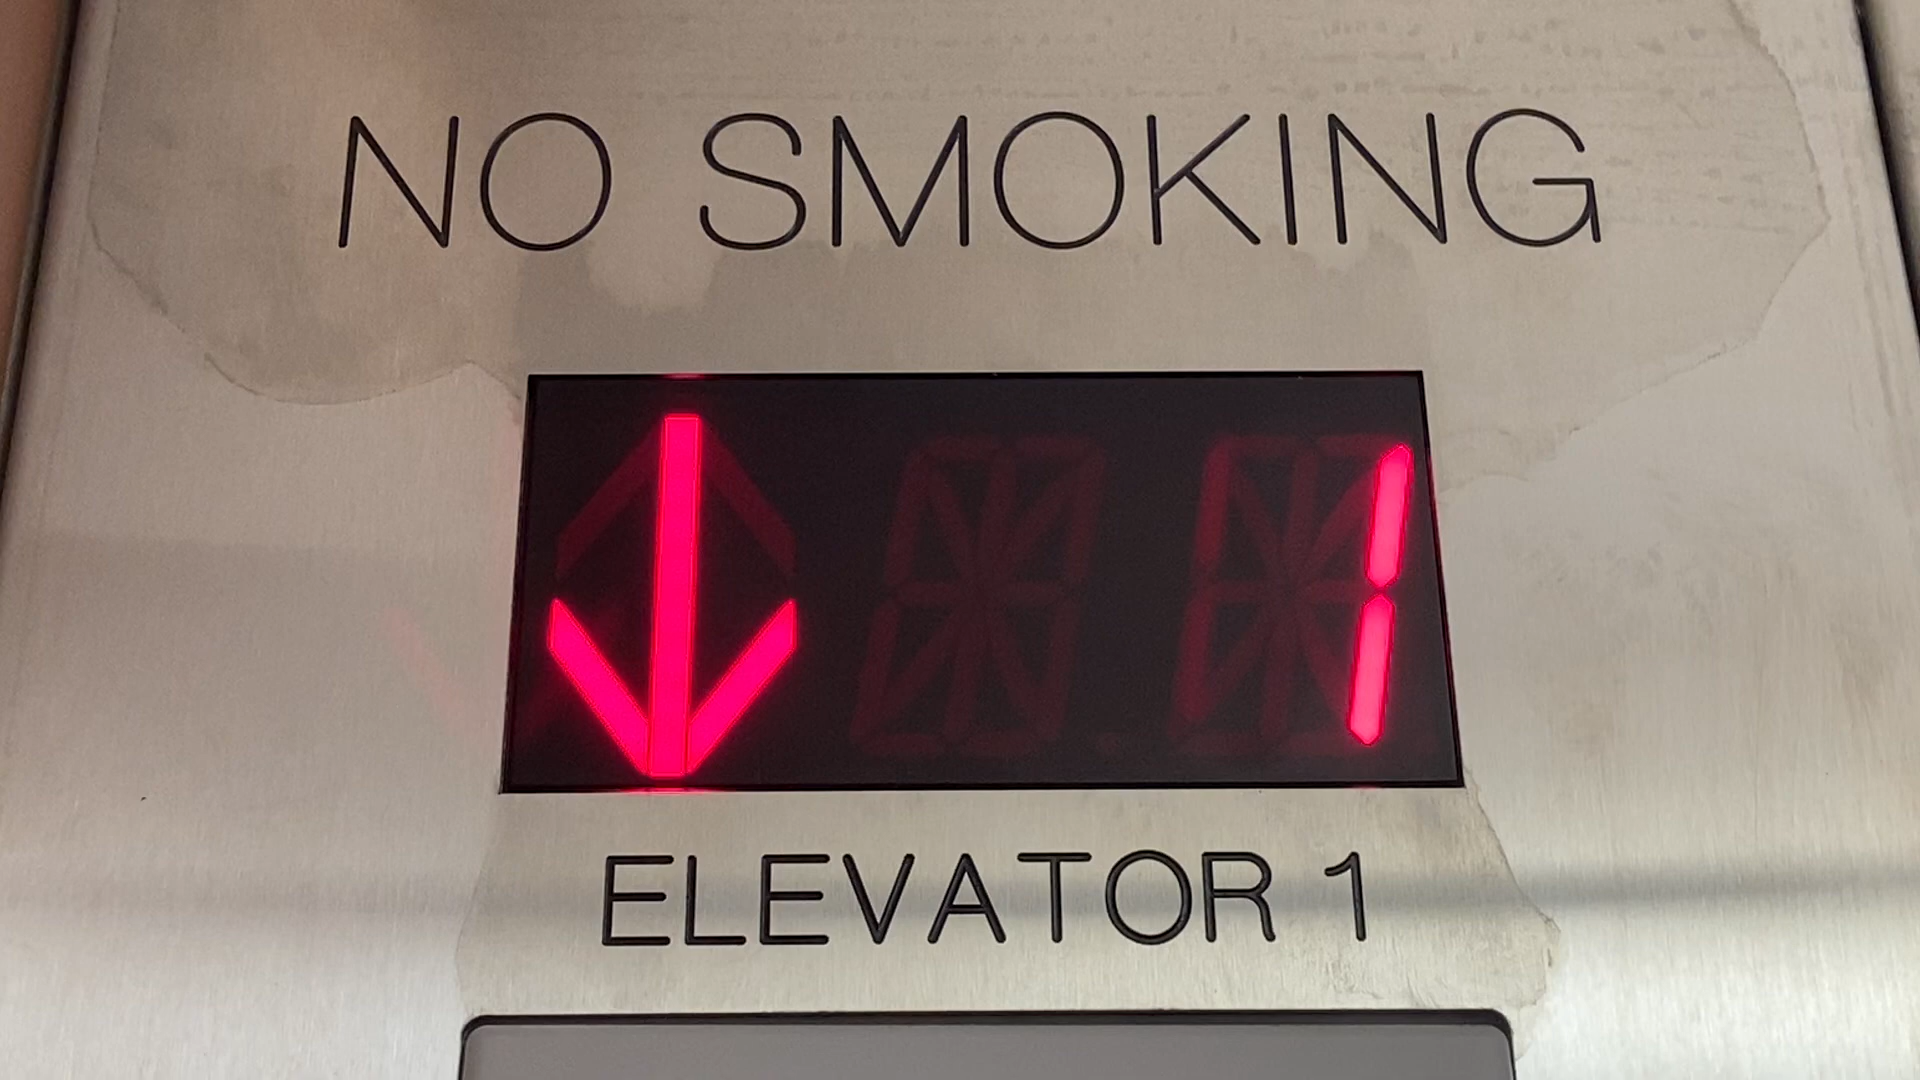 NO SMOKING
↓ 1
ELEVATOR 1